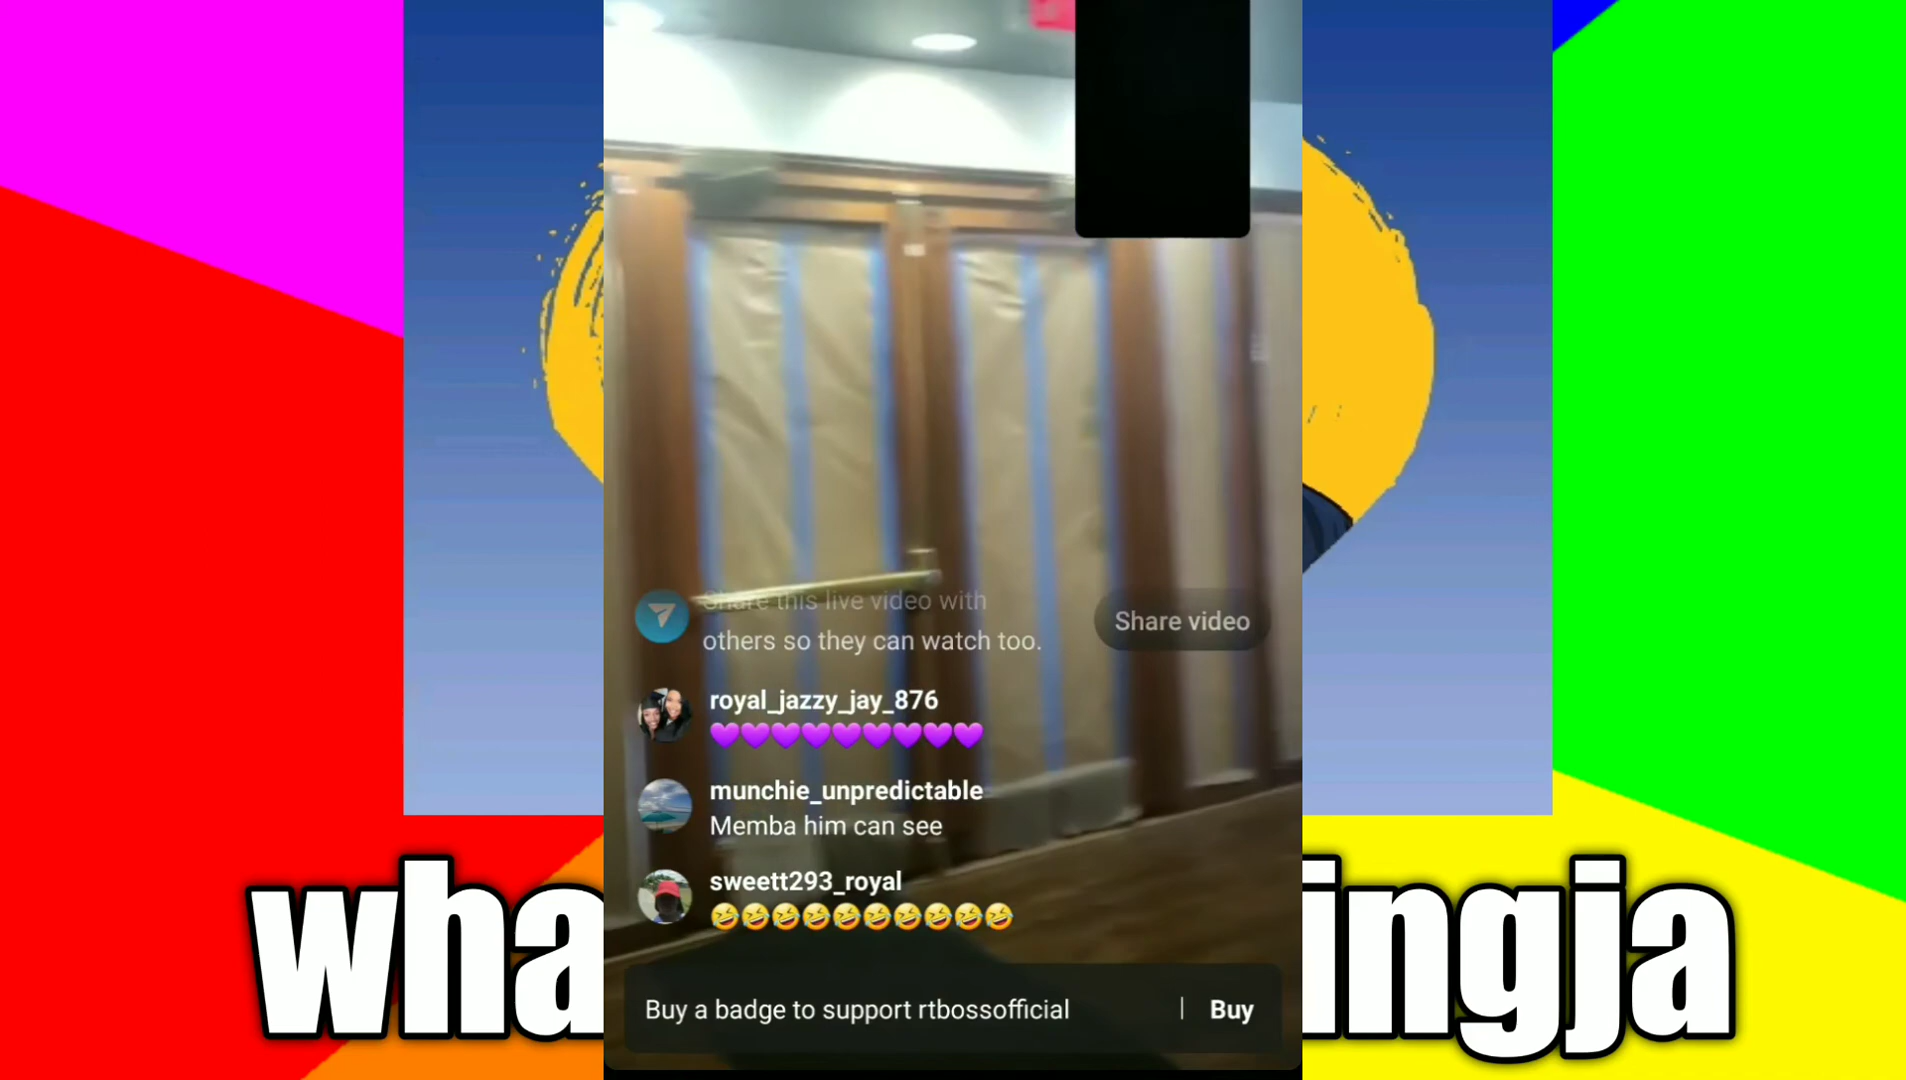 Share this live video with
others so they can watch too.
Share video
royal_jazzy_jay_876
💜💜💜💜💜💜💜💜💜
munchie_unpredictable
Memba him can see
sweett293_royal
🤣🤣🤣🤣🤣🤣🤣🤣🤣🤣
wha ingja
Buy a badge to support rtbossofficial | Buy